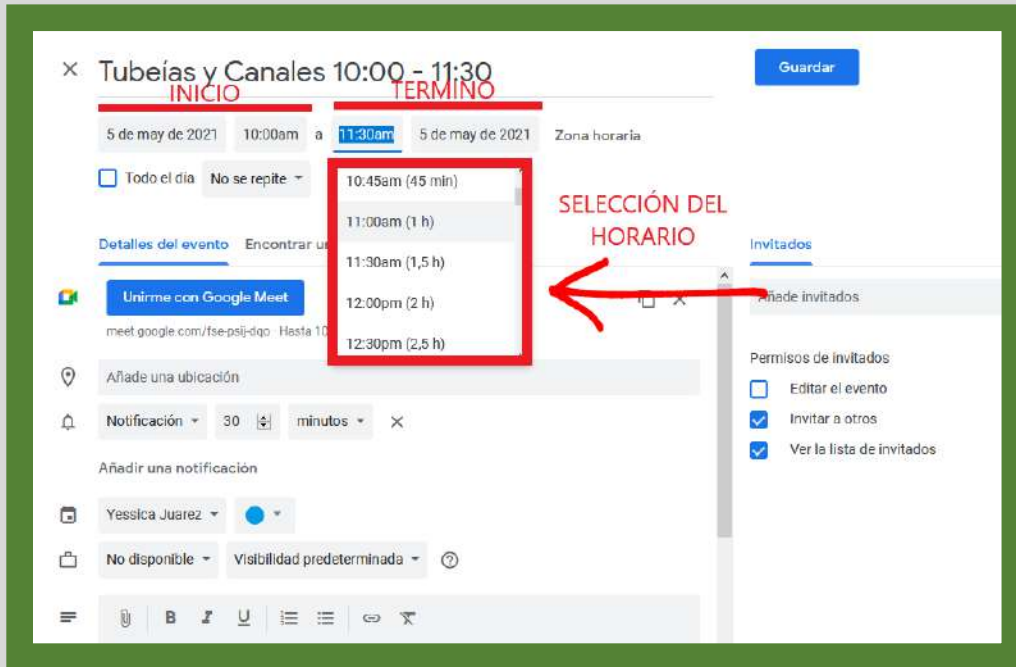 Tubeías y Canales 10:00 - 11:30
Guardar
INICIO
TERMINO
5 de may de 2021 10:00am a 11:30am 5 de may de 2021 Zona horaria
Todo el día No se repite
10:45am (45 min)
11:00am (1 h)
11:30am (1,5 h)
12:00pm (2 h)
12:30pm (2,5 h)
SELECCIÓN DEL
HORARIO
Detalles del evento Encontrar un
Invitados
Unirme con Google Meet
Añade invitados
meet.google.com/fse-psij-dqo · Hasta 10
Permisos de invitados
Añade una ubicación
Editar el evento
Notificación 30 minutos
Invitar a otros
Ver la lista de invitados
Añadir una notificación
Yessica Juarez
No disponible Visibilidad predeterminada
B I U